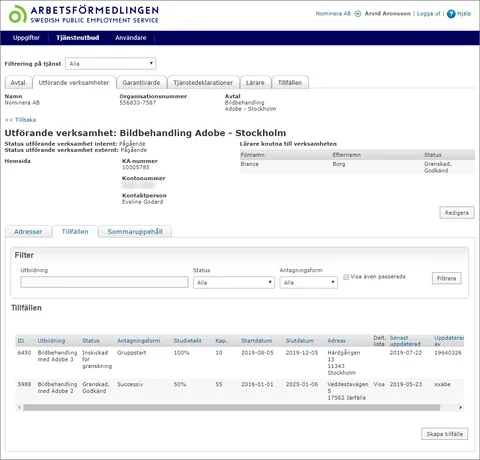 ARBETSFÖRMEDLINGEN
SWEDISH PUBLIC EMPLOYMENT SERVICE
Nominera AB Arvid Aronsson | Logga ut | ? Hjälp
Uppgifter Tjänsteutbud Användare
Filtrering på tjänst Alla
Avtal Utförande verksamheter Garantivärde Tjänstedeklarationer Lärare Tillfällen
Namn Organisationsnummer Avtal
Nominera AB 556833-7587 Bildbehandling
Adobe - Stockholm
<< Tillbaka
Utförande verksamhet: Bildbehandling Adobe - Stockholm
Status utförande verksamhet internt: Pågående
Status utförande verksamhet externt: Pågående
Hemsida KA-nummer
10005785
Kontonummer
Kontaktperson
Evelina Godard
Lärare koutna till verksamheten
Förnamn Efternamn Status
Bianca Borg Granskad,
Godkänd
Redigera
Adresser Tillfällen Sommaruppehåll
Filter
Utbildning Status Antagningsform
Alla Alla Visa även passerade Filtrera
Tillfällen
ID Utbildning Status Antagningsform Studietakt Kap. Startdatum Slutdatum Adress Delt. lista Senast uppdaterad Uppdaterad av
6450 Bildbehandling med Adobe 3 Inskickad för granskning Gruppstart 100% 10 2019-08-05 2019-12-05 Härdgången 13 11343 Stockholm 2019-07-22 19640326
5988 Bildbehandling med Adobe 2 Granskad, Godkänd Successiv 50% 55 2016-01-01 2025-01-06 Veddestavägen 5 17562 Järfälla Visa 2019-05-23 xxabe
Skapa tillfälle